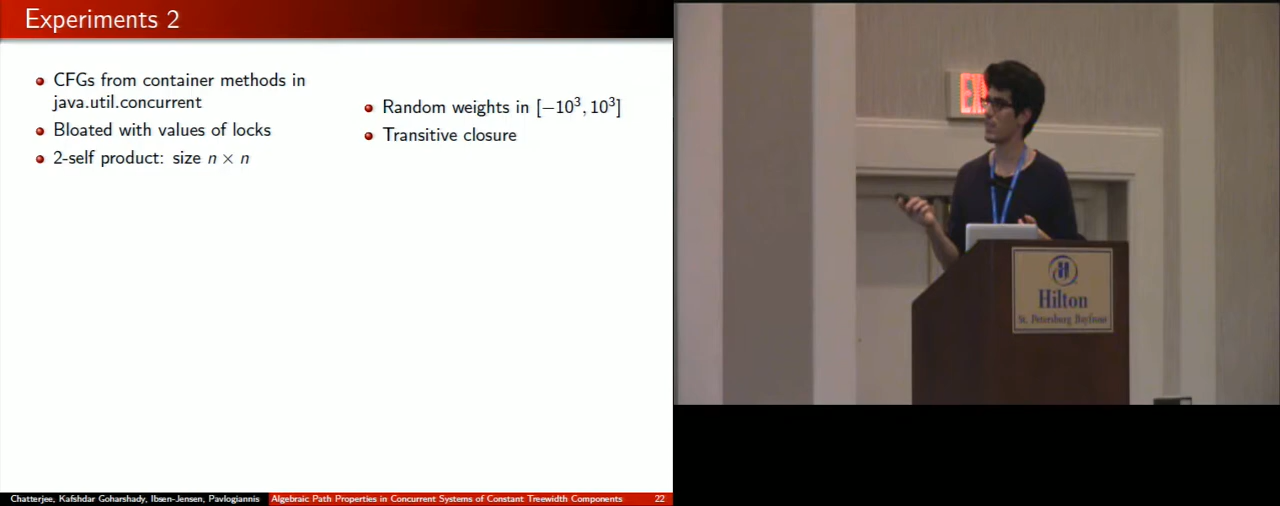 Experiments 2
CFGs from container methods in
java.util.concurrent
Bloated with values of locks
2-self product: size n × n
Random weights in [−10³, 10³]
Transitive closure
Chatterjee, Kafshdar Goharshady, Ibsen-Jensen, Pavlogiannis
Algebraic Path Properties in Concurrent Systems of Constant Treewidth Components
22
Hilton
St. Petersburg Bayfront